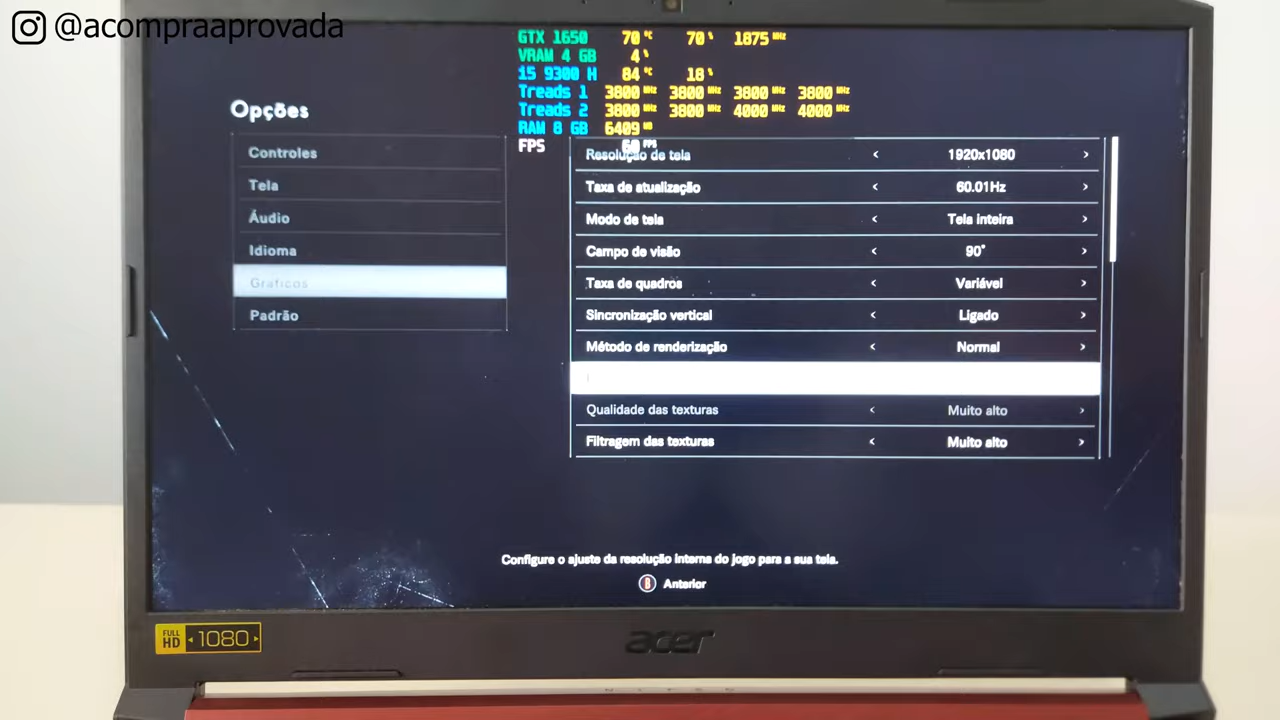 @acompraaprovada
GTX 1650 70 °C 70 % 1875 MHz
VRAM 4 GB 4 %
i5 9300 H 84 °C 18 %
Treads 1 3800 MHz 3800 MHz 3800 MHz 3800 MHz
Treads 2 3800 MHz 3800 MHz 4000 MHz 4000 MHz
RAM 8 GB 6409 MB
FPS 60 FPS
Opções
Controles
Tela
Áudio
Idioma
Gráficos
Padrão
Resolução de tela < 1920x1080 >
Taxa de atualização < 60.01Hz >
Modo de tela < Tela inteira >
Campo de visão < 90° >
Taxa de quadros < Variável >
Sincronização vertical < Ligado >
Método de renderização < Normal >
Qualidade das texturas < Muito alto >
Filtragem das texturas < Muito alto >
Configure o ajuste da resolução interna do jogo para a sua tela.
B Anterior
FULL HD 1080
acer
NITRO